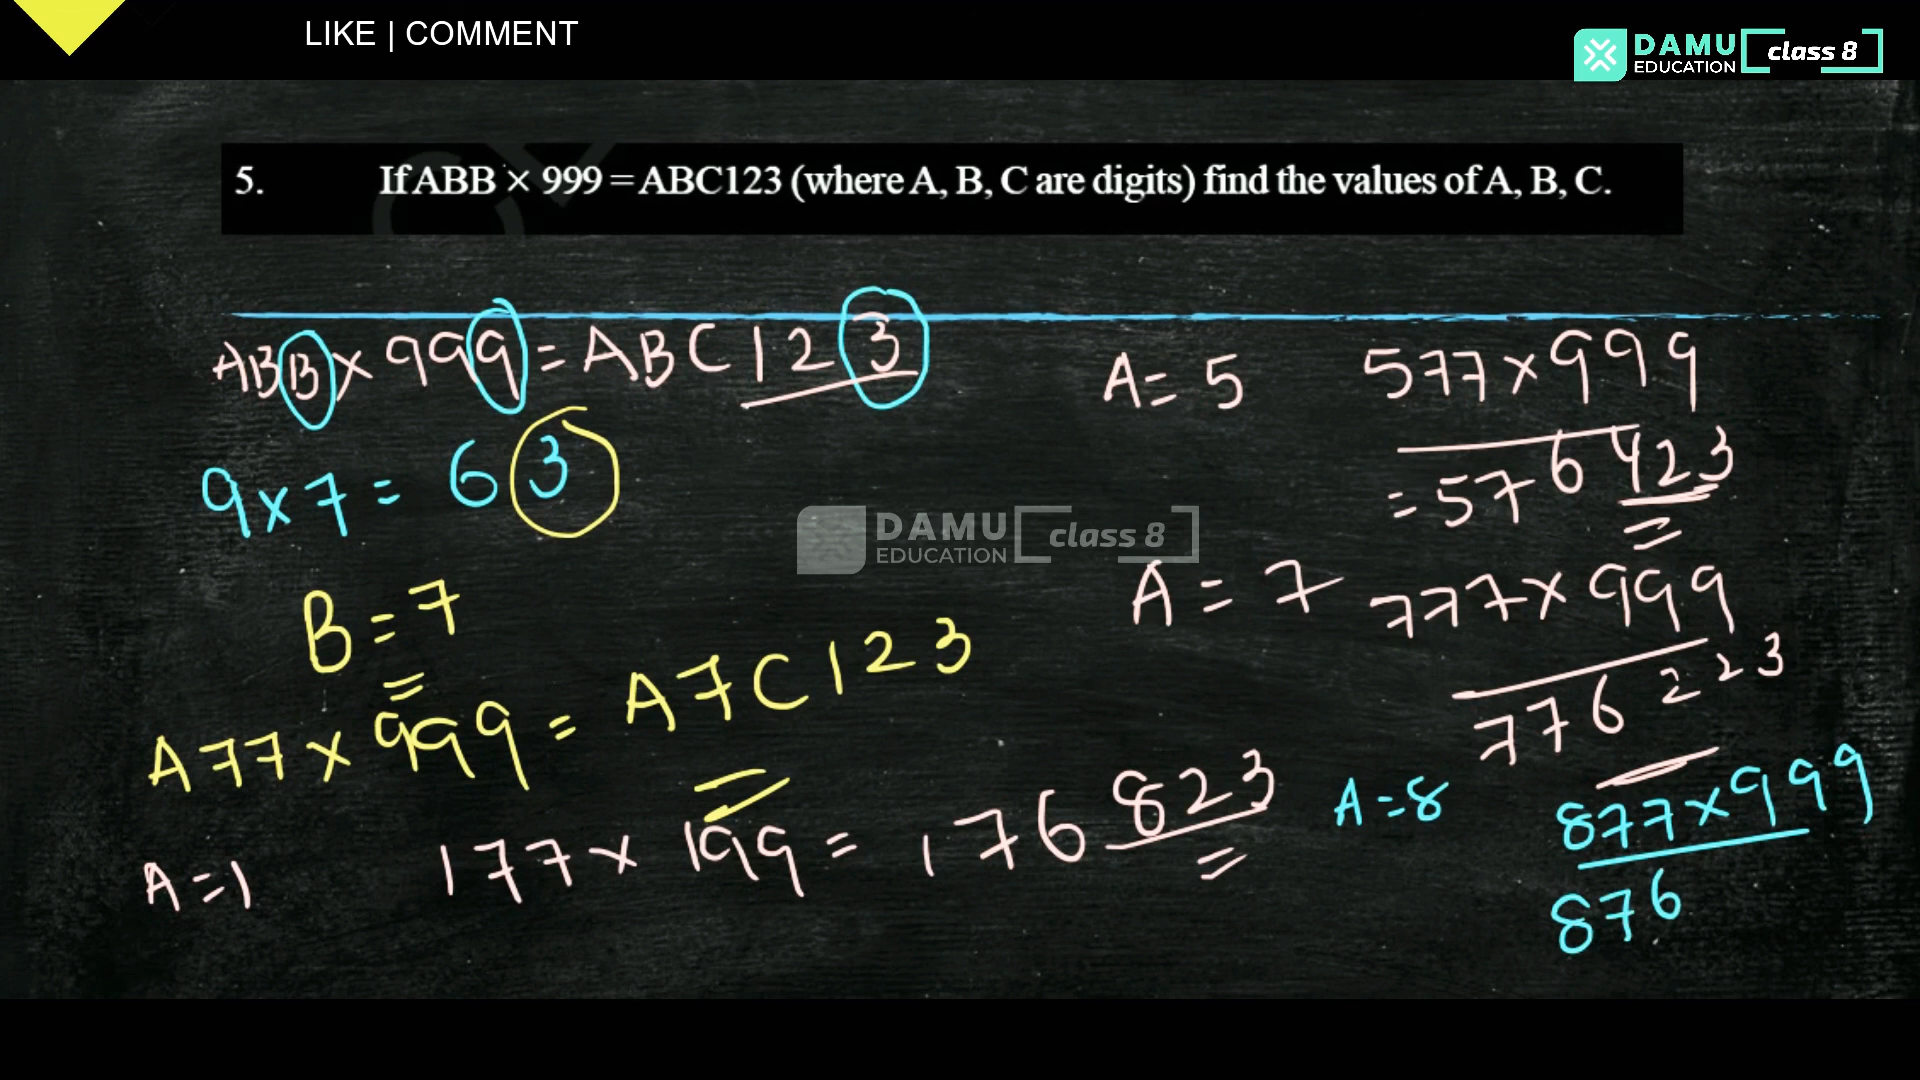 LIKE | COMMENT
DAMU EDUCATION class 8
5. If ABB × 999 = ABC123 (where A, B, C are digits) find the values of A, B, C.
ABB × 999 = ABC123
9 × 7 = 63
B = 7
A77 × 999 = A7C123
A = 1 177 × 199 = 176823
DAMU EDUCATION class 8
A = 5 577 × 999
= 576423
A = 7 777 × 999
776223
A = 8 877 × 999
876